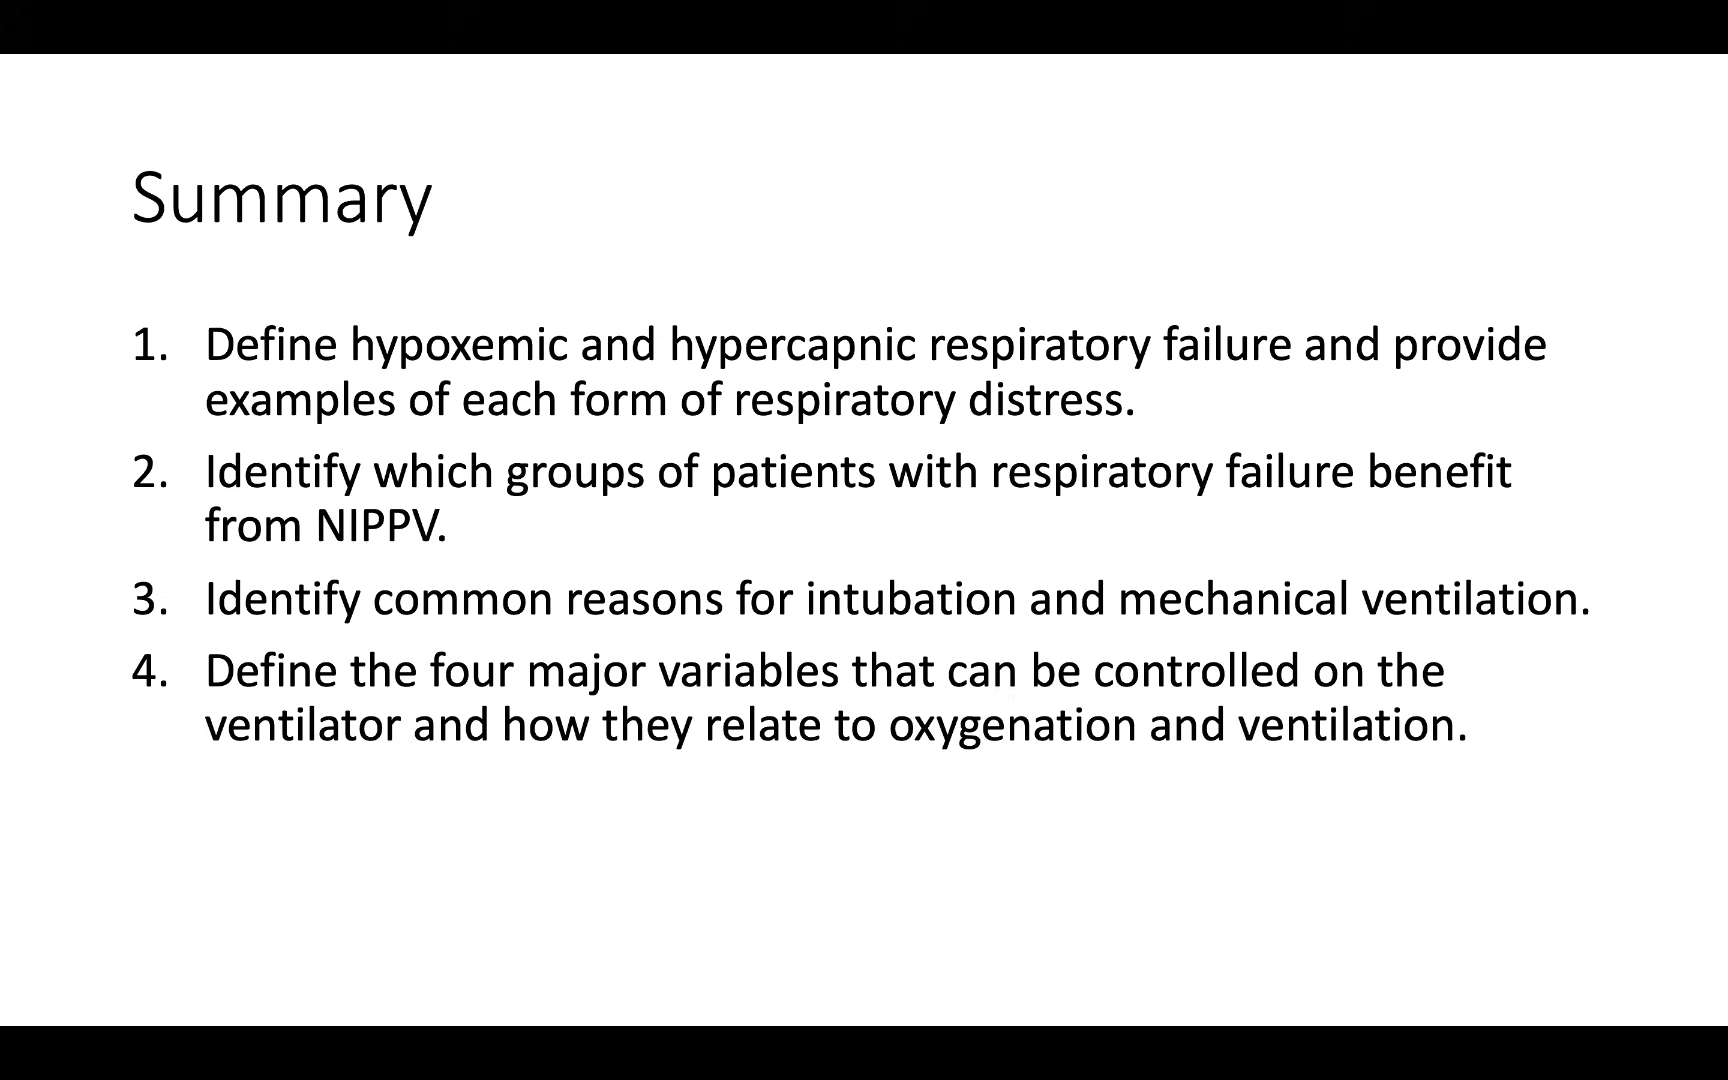 Summary
1. Define hypoxemic and hypercapnic respiratory failure and provide
examples of each form of respiratory distress.
2. Identify which groups of patients with respiratory failure benefit
from NIPPV.
3. Identify common reasons for intubation and mechanical ventilation.
4. Define the four major variables that can be controlled on the
ventilator and how they relate to oxygenation and ventilation.